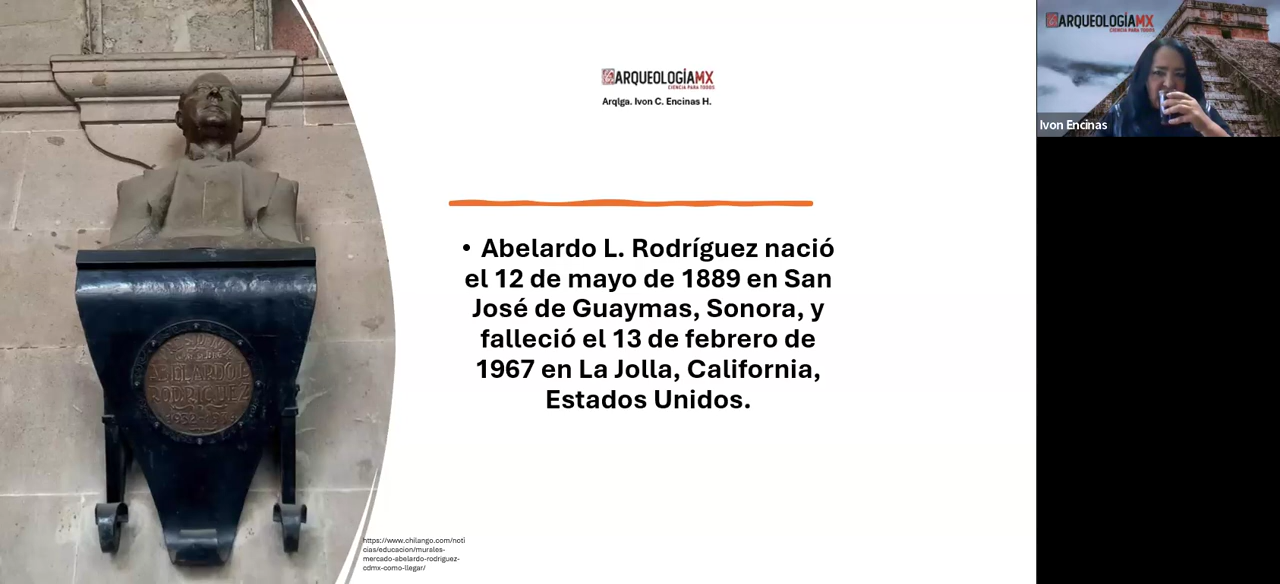 ARQUEOLOGÍAMX
CIENCIA PARA TODOS
Arqlga. Ivon C. Encinas H.
• Abelardo L. Rodríguez nació
el 12 de mayo de 1889 en San
José de Guaymas, Sonora, y
falleció el 13 de febrero de
1967 en La Jolla, California,
Estados Unidos.
ABELARDO L
RODRIGUEZ
https://www.chilango.com/noti
cias/educacion/murales-
mercado-abelardo-rodriguez-
cdmx-como-llegar/
ARQUEOLOGÍAMX
CIENCIA PARA TODOS
Ivon Encinas